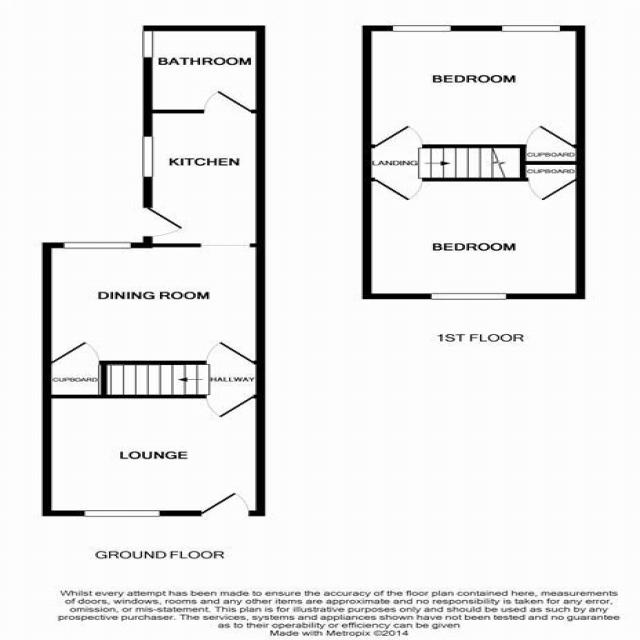 BATHROOM
KITCHEN
DINING ROOM
CUPBOARD
HALLWAY
LOUNGE
GROUND FLOOR
BEDROOM
LANDING
CUPBOARD
CUPBOARD
BEDROOM
1ST FLOOR
Whilst every attempt has been made to ensure the accuracy of the floor plan contained here, measurements
of doors, windows, rooms and any other items are approximate and no responsibility is taken for any error,
omission, or mis-statement. This plan is for illustrative purposes only and should be used as such by any
prospective purchaser. The services, systems and appliances shown have not been tested and no guarantee
as to their operability or efficiency can be given
Made with Metropix ©2014